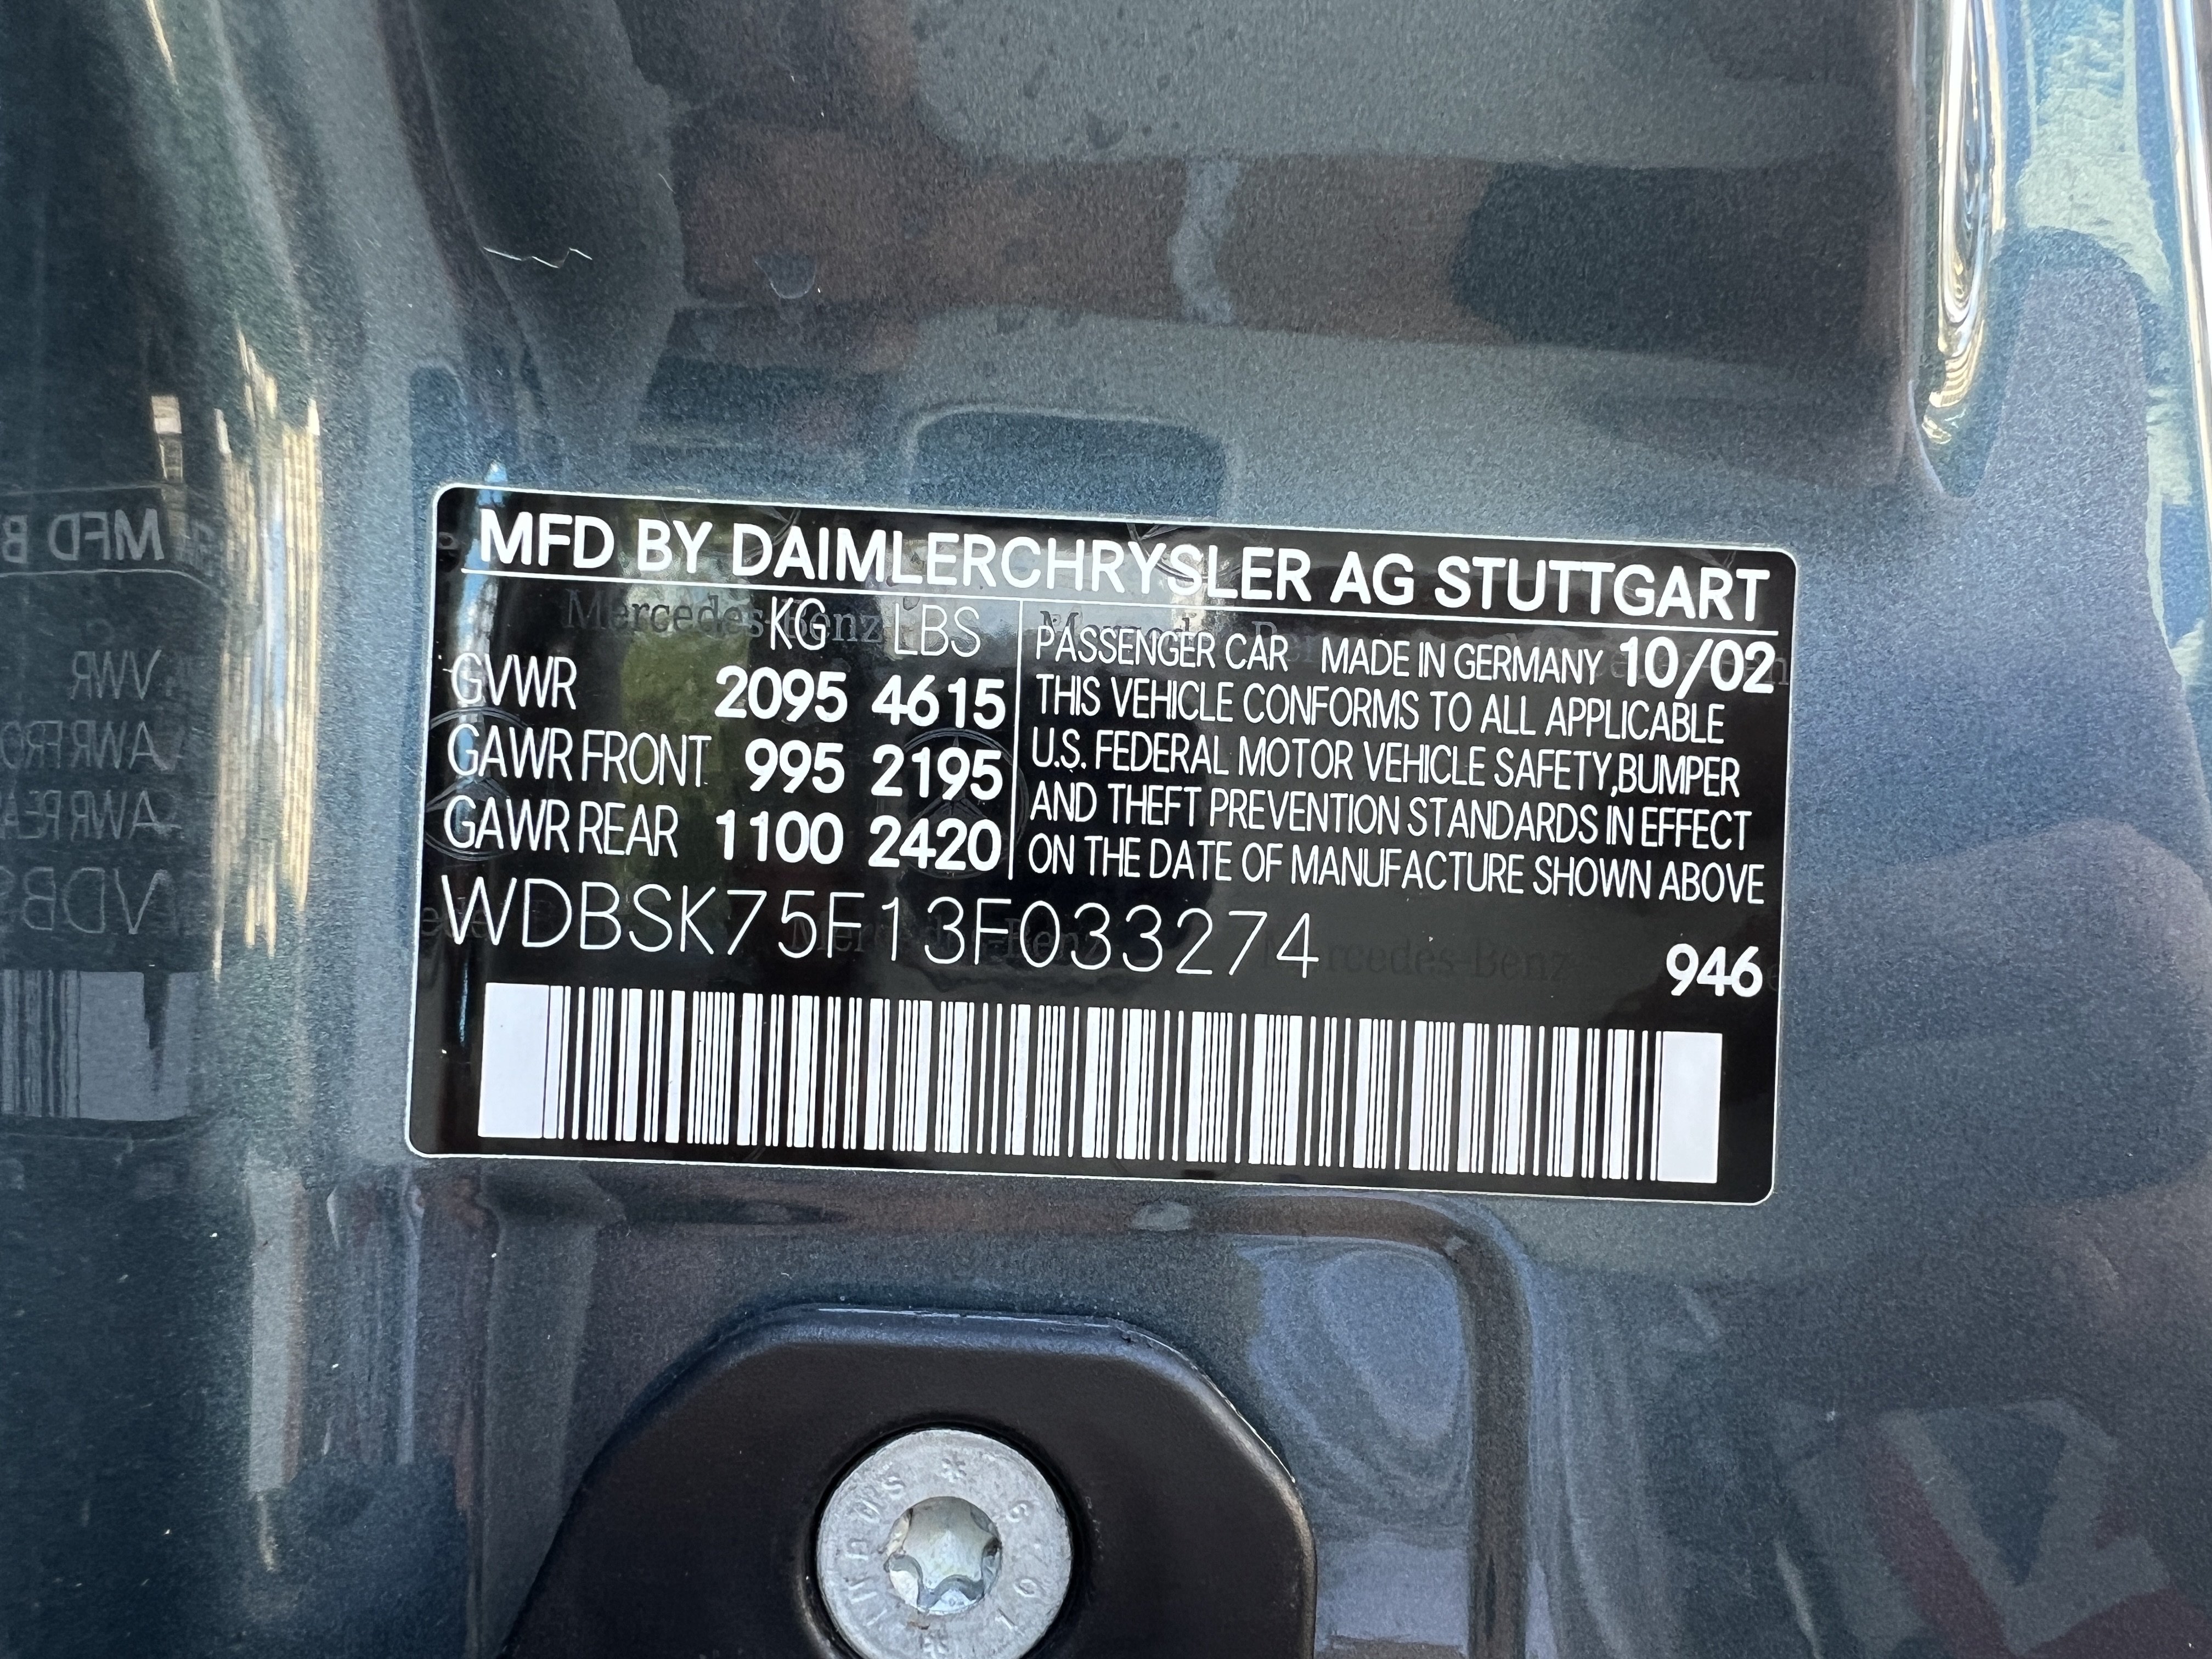 MFD BY DAIMLERCHRYSLER AG STUTTGART
KG LBS
GVWR 2095 4615
GAWR FRONT 995 2195
GAWR REAR 1100 2420
PASSENGER CAR MADE IN GERMANY 10/02
THIS VEHICLE CONFORMS TO ALL APPLICABLE
U.S. FEDERAL MOTOR VEHICLE SAFETY,BUMPER
AND THEFT PREVENTION STANDARDS IN EFFECT
ON THE DATE OF MANUFACTURE SHOWN ABOVE
WDBSK75F13F033274
946